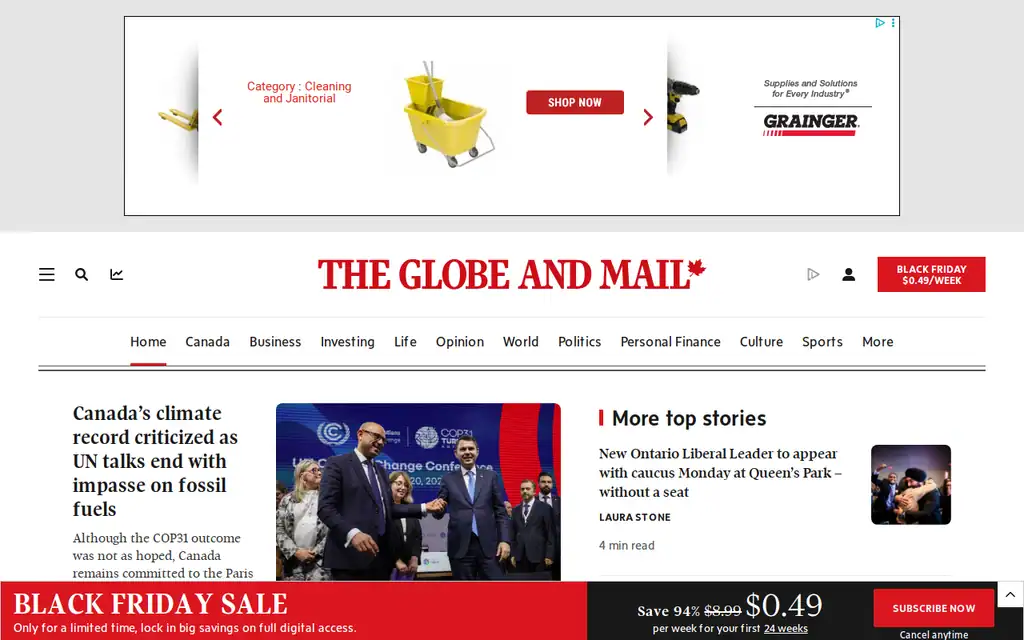 Category : Cleaning
and Janitorial
SHOP NOW
Supplies and Solutions
for Every Industry®
GRAINGER
THE GLOBE AND MAIL
BLACK FRIDAY
$0.49/WEEK
Home Canada Business Investing Life Opinion World Politics Personal Finance Culture Sports More
Canada’s climate
record criticized as
UN talks end with
impasse on fossil
fuels
Although the COP31 outcome
was not as hoped, Canada
remains committed to the Paris
COP31
Change Conference
More top stories
New Ontario Liberal Leader to appear
with caucus Monday at Queen’s Park –
without a seat
LAURA STONE
4 min read
BLACK FRIDAY SALE
Only for a limited time, lock in big savings on full digital access.
Save 94% $8.99 $0.49
per week for your first 24 weeks
SUBSCRIBE NOW
Cancel anytime